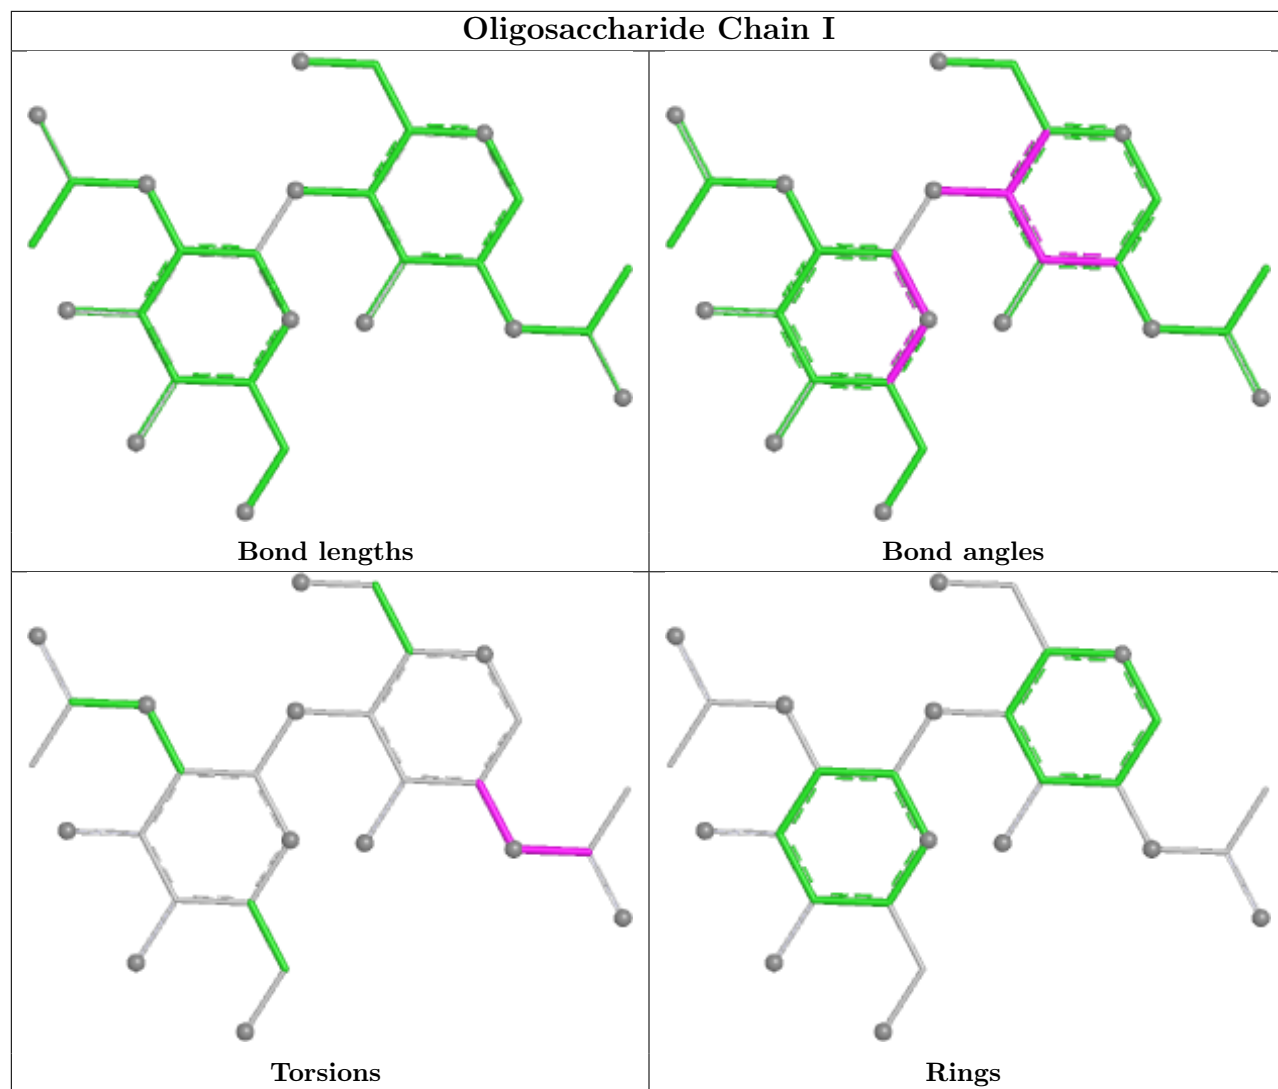 Oligosaccharide Chain I
Bond lengths
Bond angles
Torsions
Rings